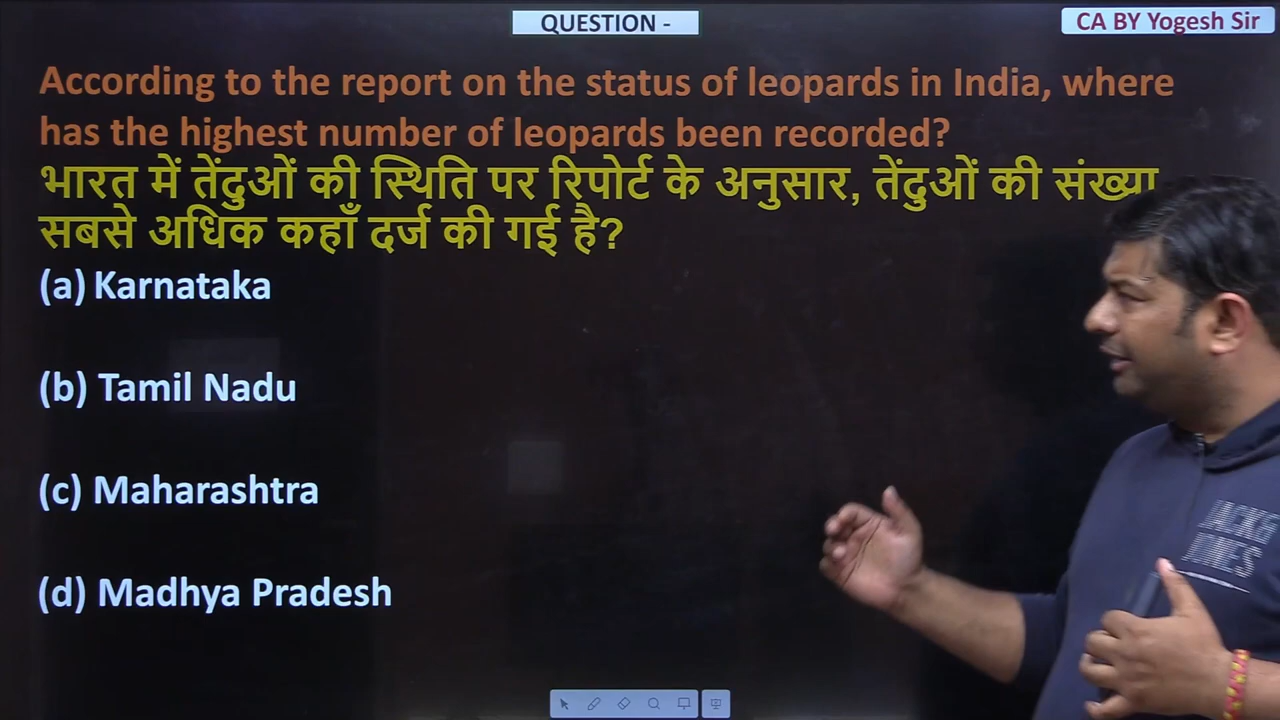 QUESTION -
CA BY Yogesh Sir
According to the report on the status of leopards in India, where
has the highest number of leopards been recorded?
भारत में तेंदुओं की स्थिति पर रिपोर्ट के अनुसार, तेंदुओं की संख्या
सबसे अधिक कहाँ दर्ज की गई है?
(a) Karnataka
(b) Tamil Nadu
(c) Maharashtra
(d) Madhya Pradesh
JACK
JONES